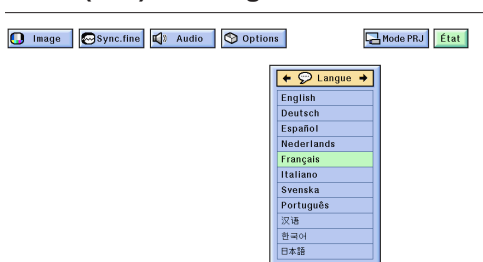 Image Sync.fine Audio Options Mode PRJ État
Langue
English
Deutsch
Español
Nederlands
Français
Italiano
Svenska
Português
汉语
한국어
日本語